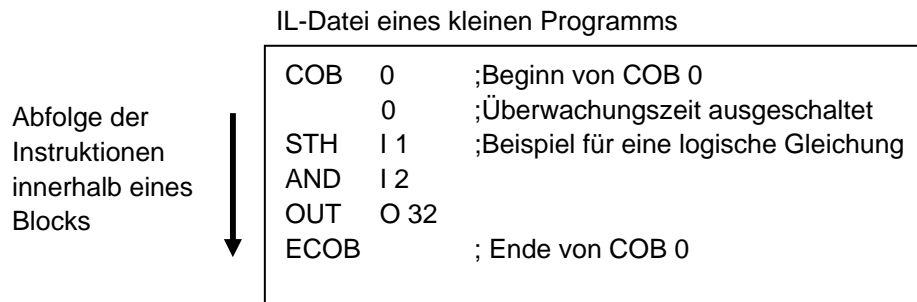 IL-Datei eines kleinen Programms
Abfolge der
Instruktionen
innerhalb eines
Blocks
COB 0 ;Beginn von COB 0
0 ;Überwachungszeit ausgeschaltet
STH I 1 ;Beispiel für eine logische Gleichung
AND I 2
OUT O 32
ECOB ; Ende von COB 0